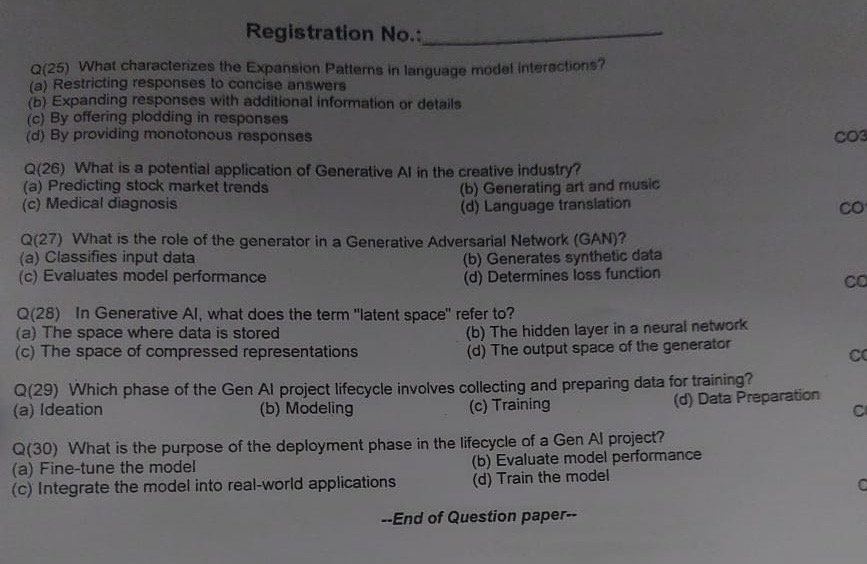 Registration No.:
Q(25) What characterizes the Expansion Patterns in language model interactions?
(a) Restricting responses to concise answers
(b) Expanding responses with additional information or details
(c) By offering plodding in responses
(d) By providing monotonous responses
CO3
Q(26) What is a potential application of Generative AI in the creative industry?
(a) Predicting stock market trends (b) Generating art and music
(c) Medical diagnosis (d) Language translation
CO
Q(27) What is the role of the generator in a Generative Adversarial Network (GAN)?
(a) Classifies input data (b) Generates synthetic data
(c) Evaluates model performance (d) Determines loss function
CO
Q(28) In Generative AI, what does the term "latent space" refer to?
(a) The space where data is stored (b) The hidden layer in a neural network
(c) The space of compressed representations (d) The output space of the generator
CO
Q(29) Which phase of the Gen AI project lifecycle involves collecting and preparing data for training?
(a) Ideation (b) Modeling (c) Training (d) Data Preparation
C
Q(30) What is the purpose of the deployment phase in the lifecycle of a Gen AI project?
(a) Fine-tune the model (b) Evaluate model performance
(c) Integrate the model into real-world applications (d) Train the model
C
--End of Question paper--